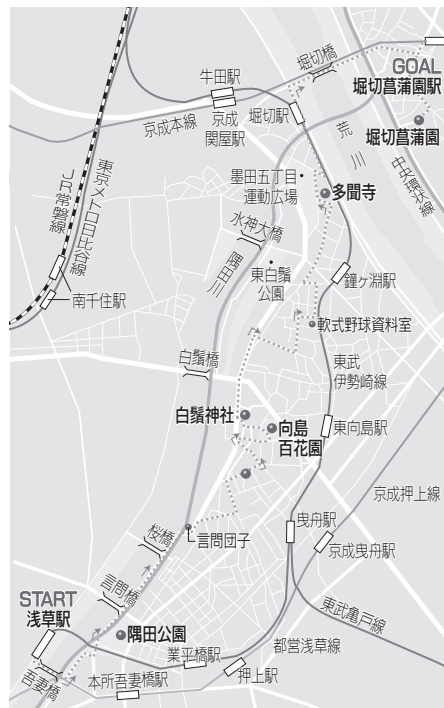 堀切橋
GOAL
堀切菖蒲園駅
牛田駅
京成本線
京成
関屋駅
堀切駅
荒川
堀切菖蒲園
中央環状線
墨田五丁目
運動広場
多聞寺
東京メトロ日比谷線
JR常磐線
水神大橋
隅田川
東白鬚
公園
鐘ヶ淵駅
南千住駅
軟式野球資料室
白鬚橋
東武
伊勢崎線
白鬚神社
向島
百花園
東向島駅
京成押上線
曳舟駅
京成曳舟駅
桜橋
言問団子
言問橋
START
浅草駅
隅田公園
東武亀戸線
業平橋駅
都営浅草線
吾妻橋
本所吾妻橋駅
押上駅